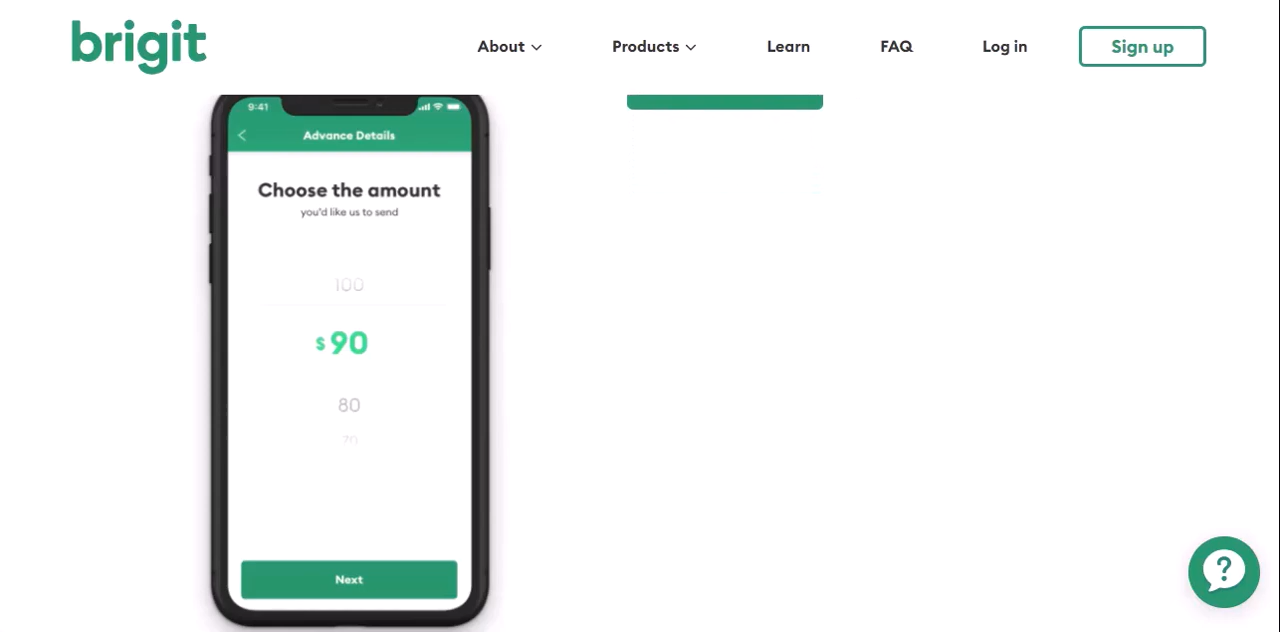 brigit
About
Products
Learn
FAQ
Log in
Sign up
9:41
Advance Details
Choose the amount
you'd like us to send
100
$ 90
80
70
Next
?